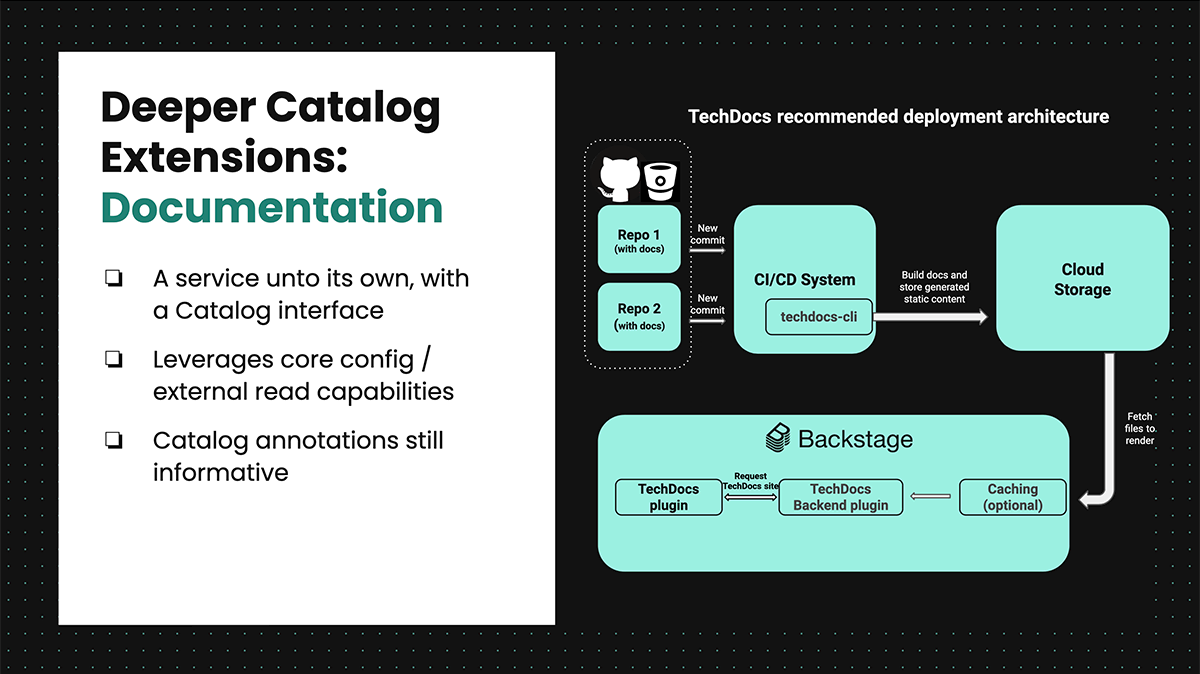 Deeper Catalog
Extensions:
Documentation
A service unto its own, with
a Catalog interface
Leverages core config /
external read capabilities
Catalog annotations still
informative
TechDocs recommended deployment architecture
Repo 1
(with docs)
New
commit
Repo 2
(with docs)
New
commit
CI/CD System
techdocs-cli
Build docs and
store generated
static content
Cloud
Storage
Fetch
files to
render
Backstage
TechDocs
plugin
Request
TechDocs site
TechDocs
Backend plugin
Caching
(optional)